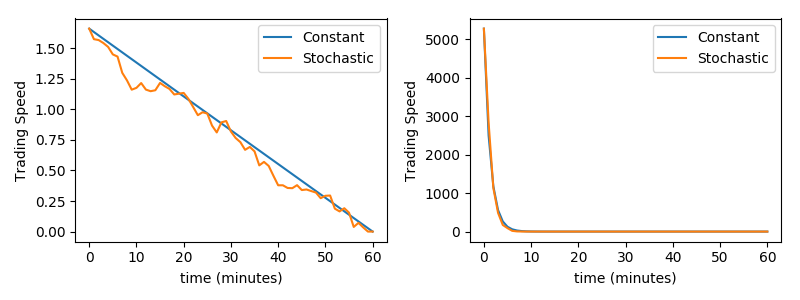 Trading Speed
1.50
1.25
1.00
0.75
0.50
0.25
0.00
Constant
Stochastic
0 10 20 30 40 50 60
time (minutes)
Trading Speed
5000
4000
3000
2000
1000
0
Constant
Stochastic
0 10 20 30 40 50 60
time (minutes)